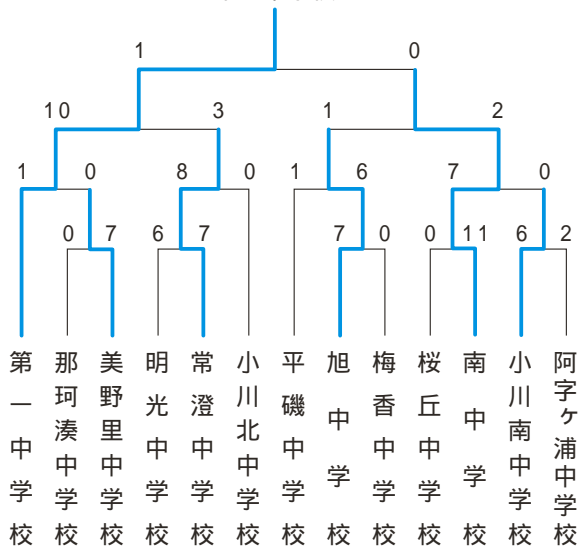 1 0
10 3 1 2
1 0 8 0 1 6 7 0
0 7 6 7 7 0 0 11 6 2
第一中学校
那珂湊中学校
美野里中学校
明光中学校
常澄中学校
小川北中学校
平磯中学校
旭中学校
梅香中学校
桜丘中学校
南中学校
小川南中学校
阿字ヶ浦中学校